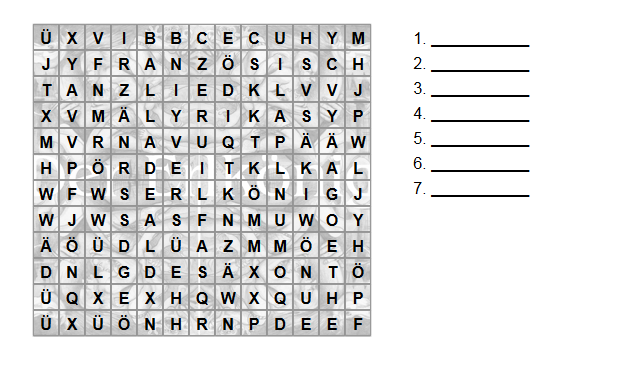 Ü X V I B B C E C U H Y M 1.
J Y F R A N Z Ö S I S C H 2.
T A N Z L I E D K L V V J 3.
X V M Ä L Y R I K A S Y P 4.
M V R N A V U Q T P Ä Ä W 5.
H P Ö R D E I T K L K A L 6.
W F W S E R L K Ö N I G J 7.
W J W S A S F N M U W O Y
Ä Ö Ü D L Ü A Z M M Ö E H
D N L G D E S Ä X O N T Ö
Ü Q X E X H Q W X Q U H P
Ü X Ü Ö N H R N P D E E F